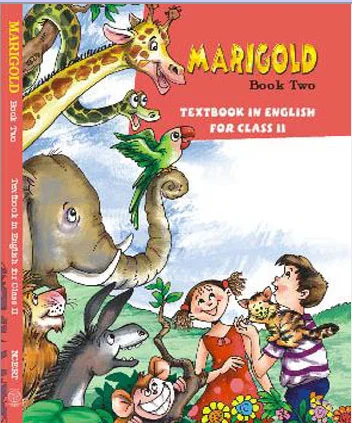 MARIGOLD
Book Two
TEXTBOOK IN ENGLISH
FOR CLASS II
MARIGOLD Book Two Textbook in English for Class II NCERT